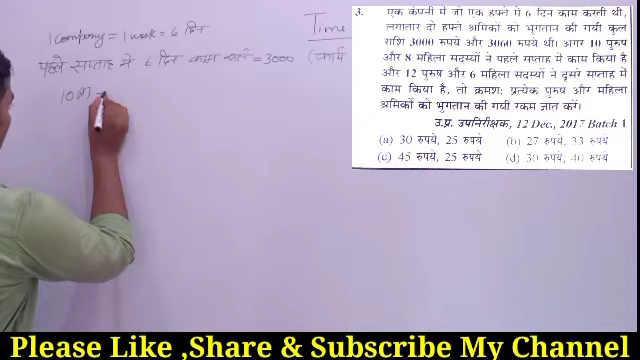 1 company = 1 week = 6 दिन
पहले सप्ताह में 6 दिन काम = 3000
10M
Time
(कार्य
3. एक कंपनी में जो एक हफ्ते में 6 दिन काम करती थी,
लगातार दो हफ्ते श्रमिकों को भुगतान की गयी कुल
राशि 3000 रुपये और 3060 रुपये थी। अगर 10 पुरुष
और 8 महिला सदस्यों ने पहले सप्ताह में काम किया है
और 12 पुरुष और 6 महिला सदस्यों ने दूसरे सप्ताह में
काम किया है, तो क्रमशः प्रत्येक पुरुष और महिला
श्रमिकों को भुगतान की गयी रकम ज्ञात करें।
उ.प्र. उपनिरीक्षक, 12 Dec., 2017 Batch 1
(a) 30 रुपये, 25 रुपये (b) 27 रुपये, 33 रुपये
(c) 45 रुपये, 25 रुपये (d) 30 रुपये, 40 रुपये
Please Like ,Share & Subscribe My Channel